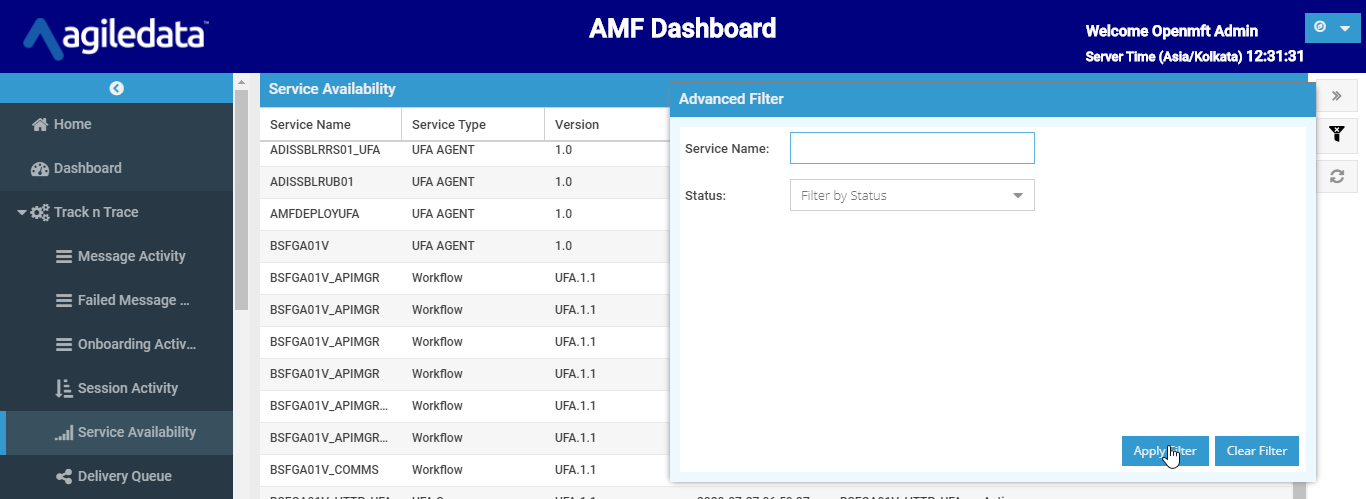 agiledata™
AMF Dashboard
Welcome Openmft Admin
Server Time (Asia/Kolkata) 12:31:31
Home
Dashboard
Track n Trace
Message Activity
Failed Message ...
Onboarding Activ...
Session Activity
Service Availability
Delivery Queue
Service Availability
Service Name Service Type Version
ADISSBLRRS01_UFA UFA AGENT 1.0
ADISSBLRUB01 UFA AGENT 1.0
AMFDEPLOYUFA UFA AGENT 1.0
BSFGA01V UFA AGENT 1.0
BSFGA01V_APIMGR Workflow UFA.1.1
BSFGA01V_APIMGR Workflow UFA.1.1
BSFGA01V_APIMGR Workflow UFA.1.1
BSFGA01V_APIMGR Workflow UFA.1.1
BSFGA01V_APIMGR... Workflow UFA.1.1
BSFGA01V_APIMGR... Workflow UFA.1.1
BSFGA01V_COMMS Workflow UFA.1.1
Advanced Filter
Service Name:
Status: Filter by Status
Apply Filter Clear Filter